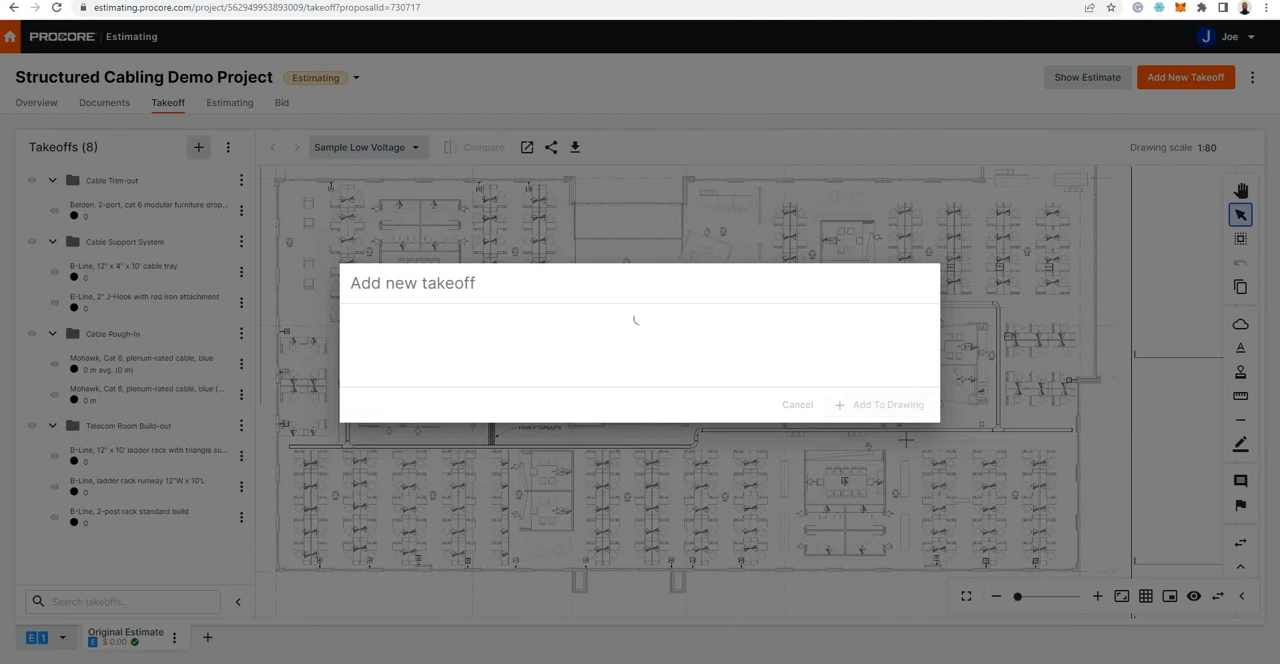 estimating.procore.com/project/562949953893009/takeoff?proposalId=730717
PROCORE Estimating
J Joe
Structured Cabling Demo Project Estimating
Show Estimate Add New Takeoff
Overview Documents Takeoff Estimating Bid
Takeoffs (8)
Sample Low Voltage Compare Drawing scale 1:80
Cable Trim-out
Belden, 2-port, cat 6 modular furniture drop...
0
Cable Support System
B-Line, 12" x 4" x 10' cable tray
0
B-Line, 2" J-Hook with red iron attachment
0
Cable Rough-In
Mohawk, Cat 6, plenum-rated cable, blue
0 m avg. (0 m)
Mohawk, Cat 6, plenum-rated cable, blue (...
0 m
Telecom Room Build-out
B-Line, 12" x 10' ladder rack with triangle su...
0
B-Line, ladder rack runway 12"W x 10'L
0
B-Line, 2-post rack standard build
0
Add new takeoff
Cancel + Add To Drawing
Search takeoffs...
E 1
Original Estimate
E $ 0.00